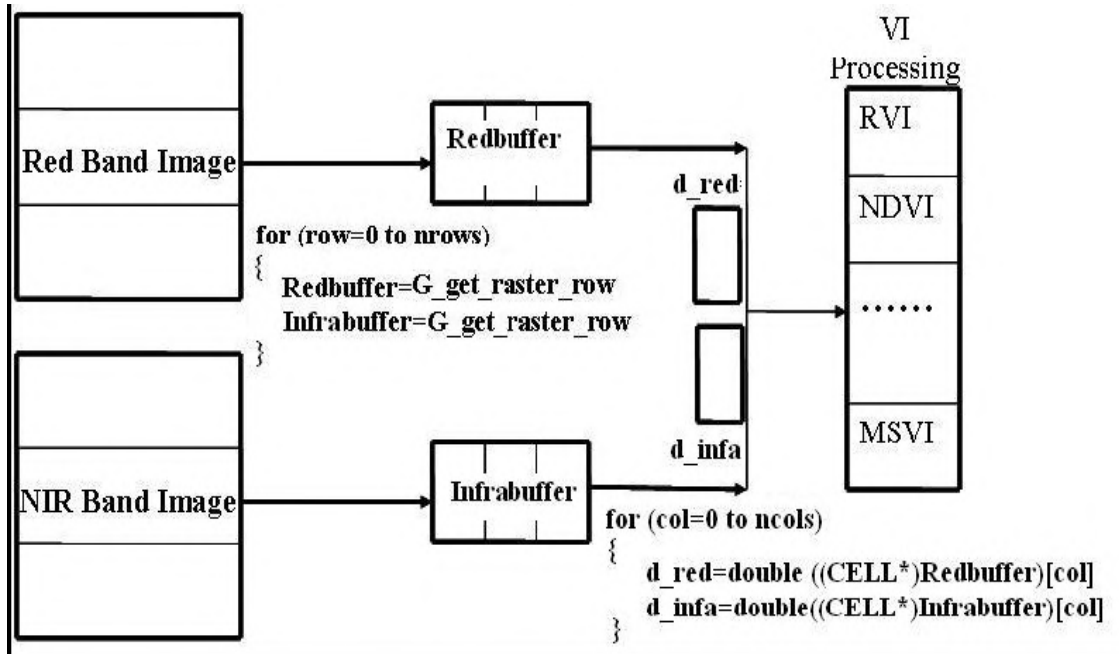 VI
Processing
Red Band Image
Redbuffer
RVI
d_red
NDVI
for (row=0 to nrows)
{
Redbuffer=G_get_raster_row
Infrabuffer=G_get_raster_row
}
......
NIR Band Image
Infrabuffer
d_infa
MSVI
for (col=0 to ncols)
{
d_red=double ((CELL*)Redbuffer)[col]
d_infa=double((CELL*)Infrabuffer)[col]
}